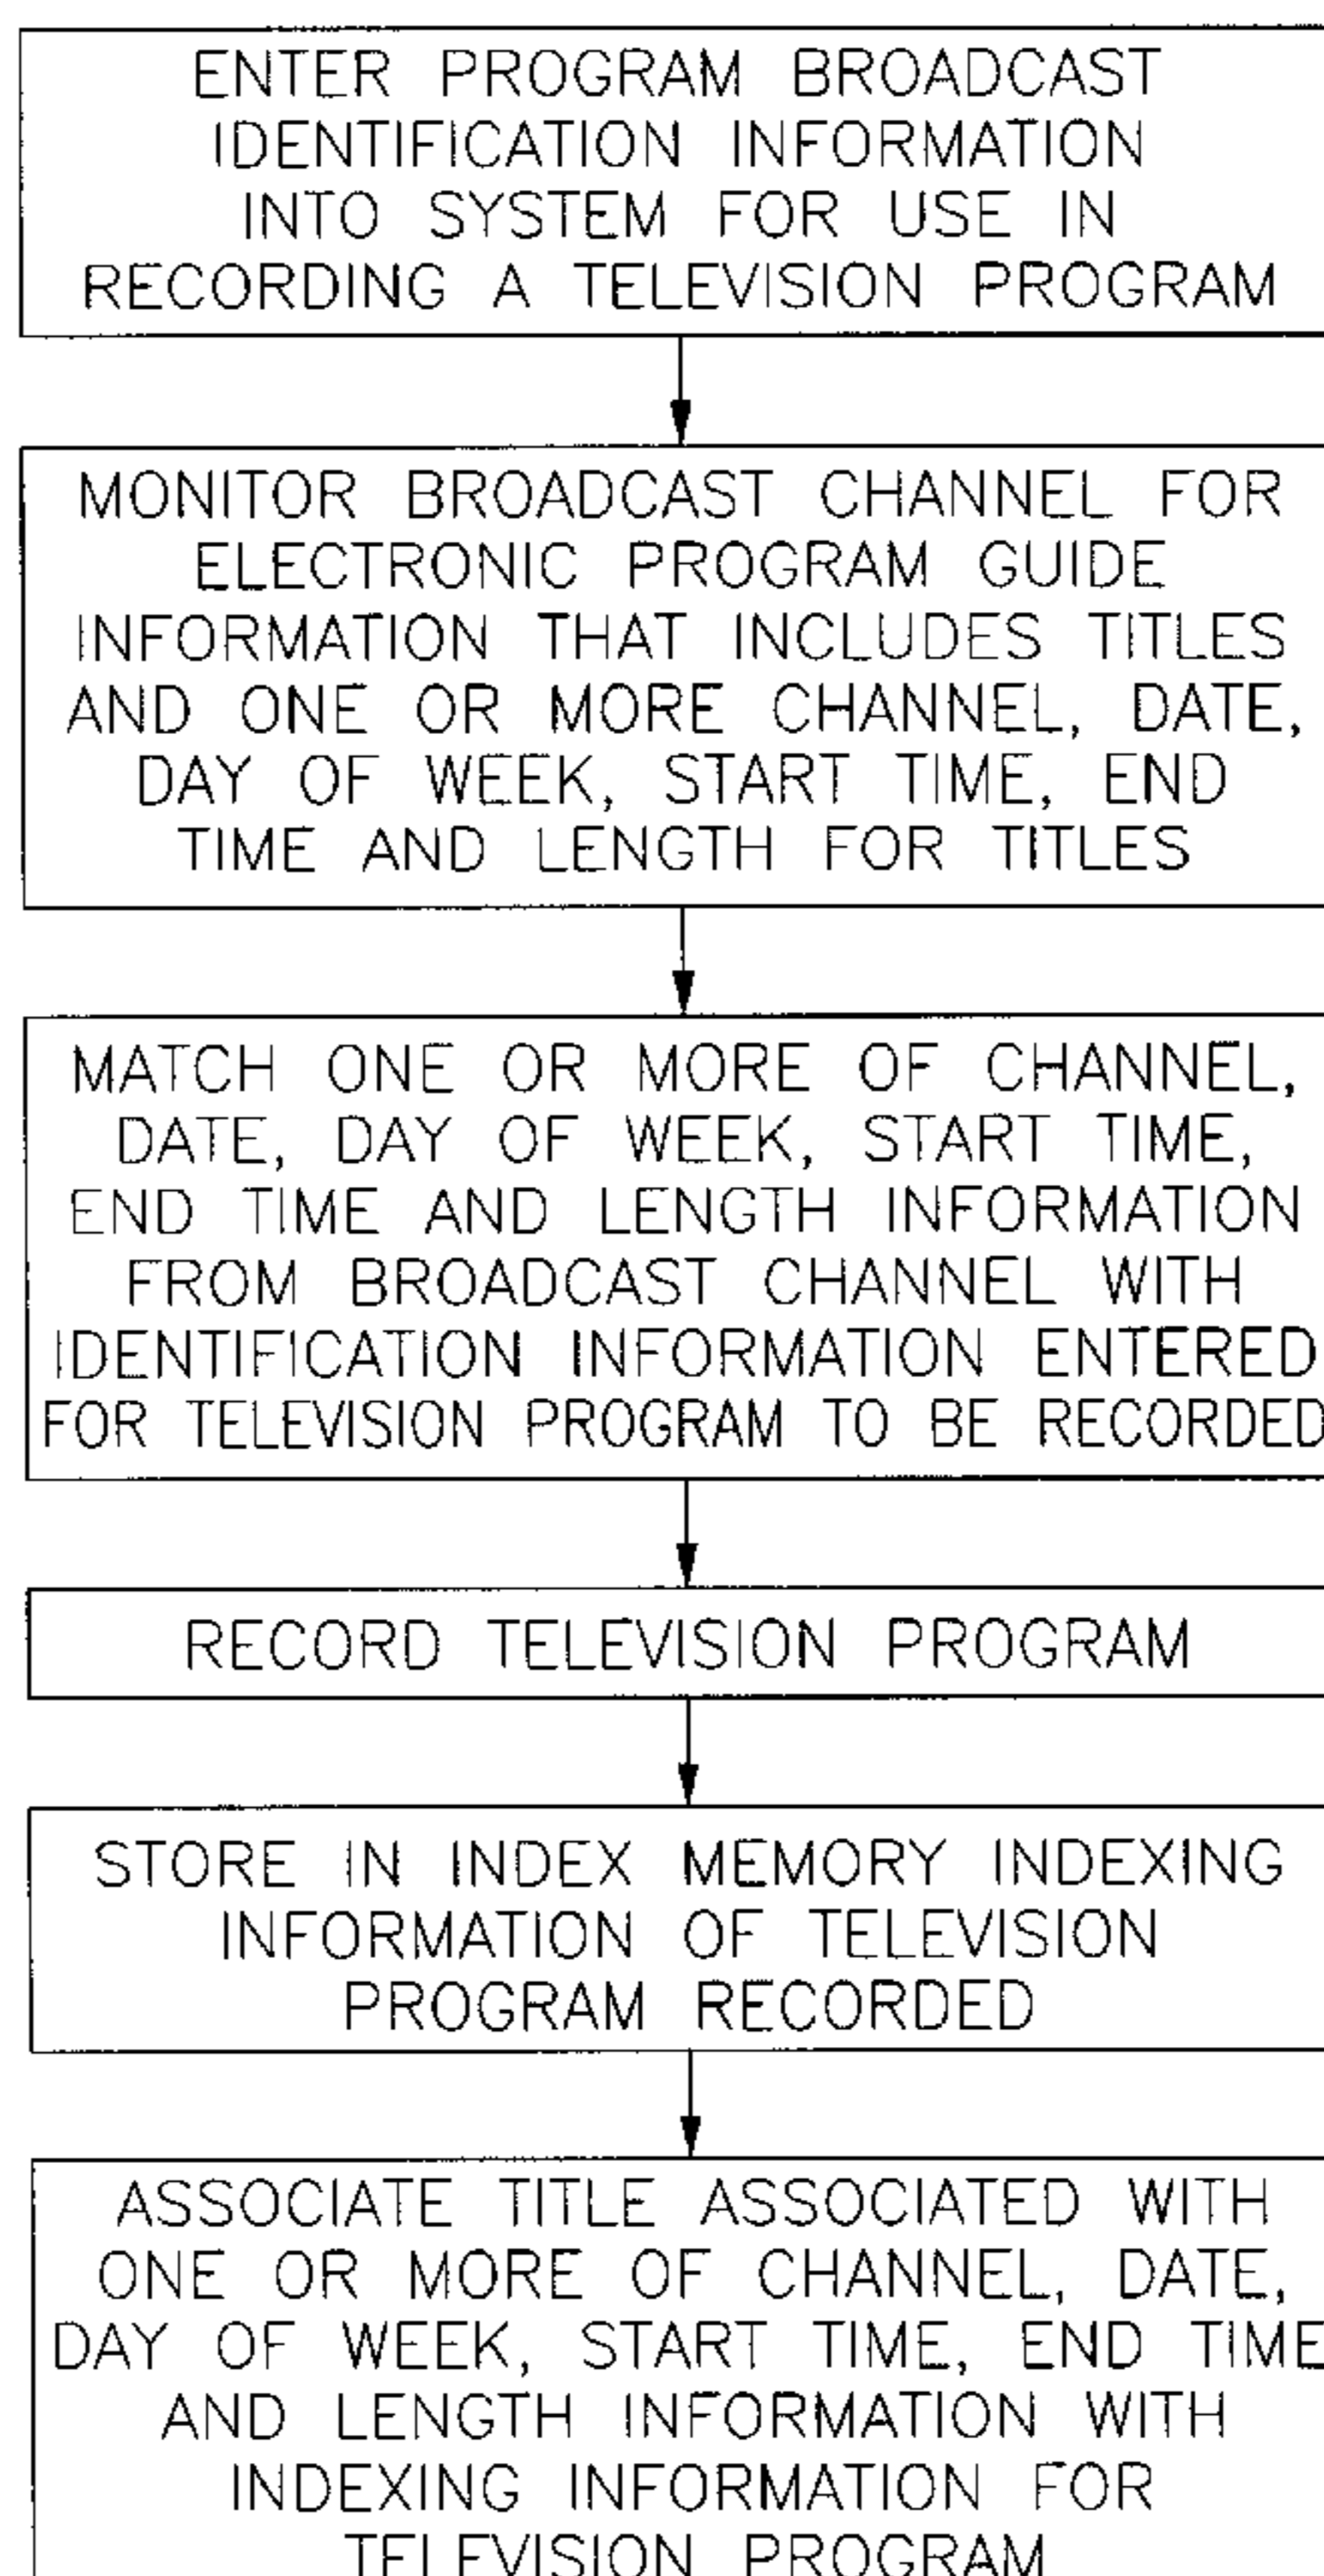 ENTER PROGRAM BROADCAST
IDENTIFICATION INFORMATION
INTO SYSTEM FOR USE IN
RECORDING A TELEVISION PROGRAM
MONITOR BROADCAST CHANNEL FOR
ELECTRONIC PROGRAM GUIDE
INFORMATION THAT INCLUDES TITLES
AND ONE OR MORE CHANNEL, DATE,
DAY OF WEEK, START TIME, END
TIME AND LENGTH FOR TITLES
MATCH ONE OR MORE OF CHANNEL,
DATE, DAY OF WEEK, START TIME,
END TIME AND LENGTH INFORMATION
FROM BROADCAST CHANNEL WITH
IDENTIFICATION INFORMATION ENTERED
FOR TELEVISION PROGRAM TO BE RECORDED
RECORD TELEVISION PROGRAM
STORE IN INDEX MEMORY INDEXING
INFORMATION OF TELEVISION
PROGRAM RECORDED
ASSOCIATE TITLE ASSOCIATED WITH
ONE OR MORE OF CHANNEL, DATE,
DAY OF WEEK, START TIME, END TIME
AND LENGTH INFORMATION WITH
INDEXING INFORMATION FOR
TELEVISION PROGRAM